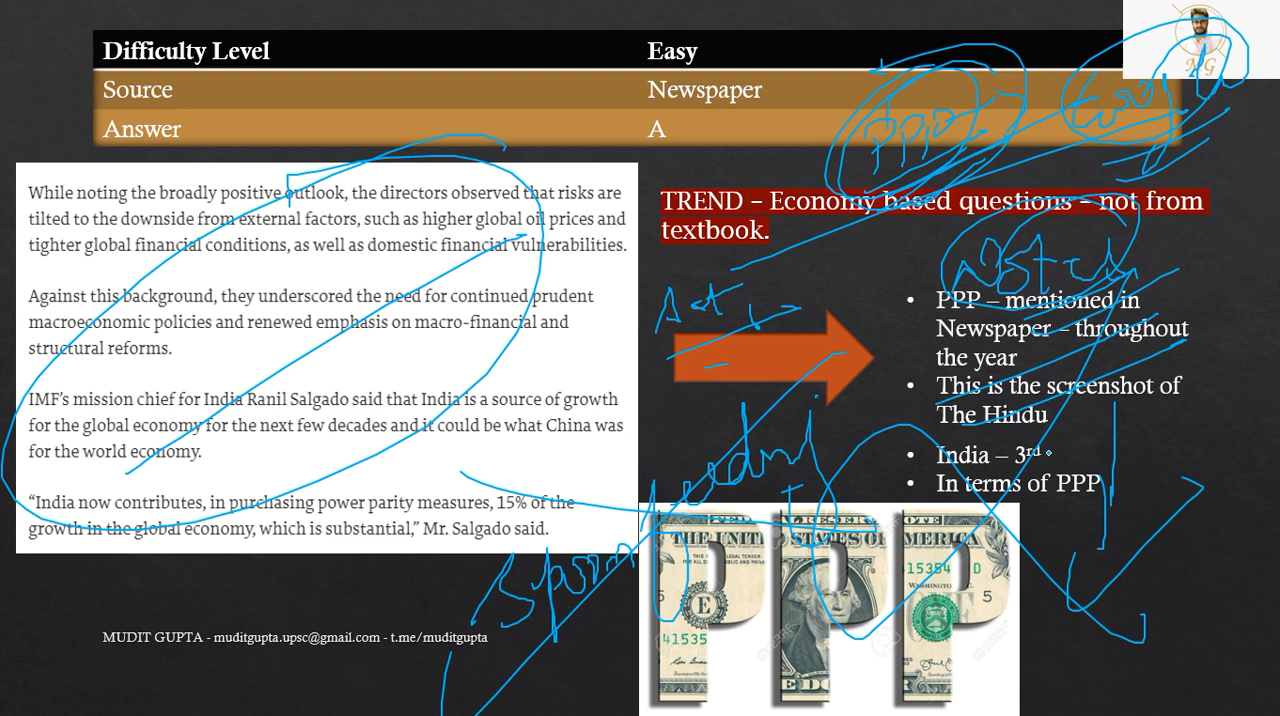 Difficulty Level Easy
Source Newspaper
Answer A
MG
While noting the broadly positive outlook, the directors observed that risks are
tilted to the downside from external factors, such as higher global oil prices and
tighter global financial conditions, as well as domestic financial vulnerabilities.
Against this background, they underscored the need for continued prudent
macroeconomic policies and renewed emphasis on macro-financial and
structural reforms.
IMF’s mission chief for India Ranil Salgado said that India is a source of growth
for the global economy for the next few decades and it could be what China was
for the world economy.
“India now contributes, in purchasing power parity measures, 15% of the
growth in the global economy, which is substantial,” Mr. Salgado said.
TREND – Economy based questions – not from
textbook.
• PPP – mentioned in
Newspaper – throughout
the year
• This is the screenshot of
The Hindu
• India – 3rd
• In terms of PPP
MUDIT GUPTA - muditgupta.upsc@gmail.com - t.me/muditgupta
THE UNIT STATES OF AMERICA
PPP